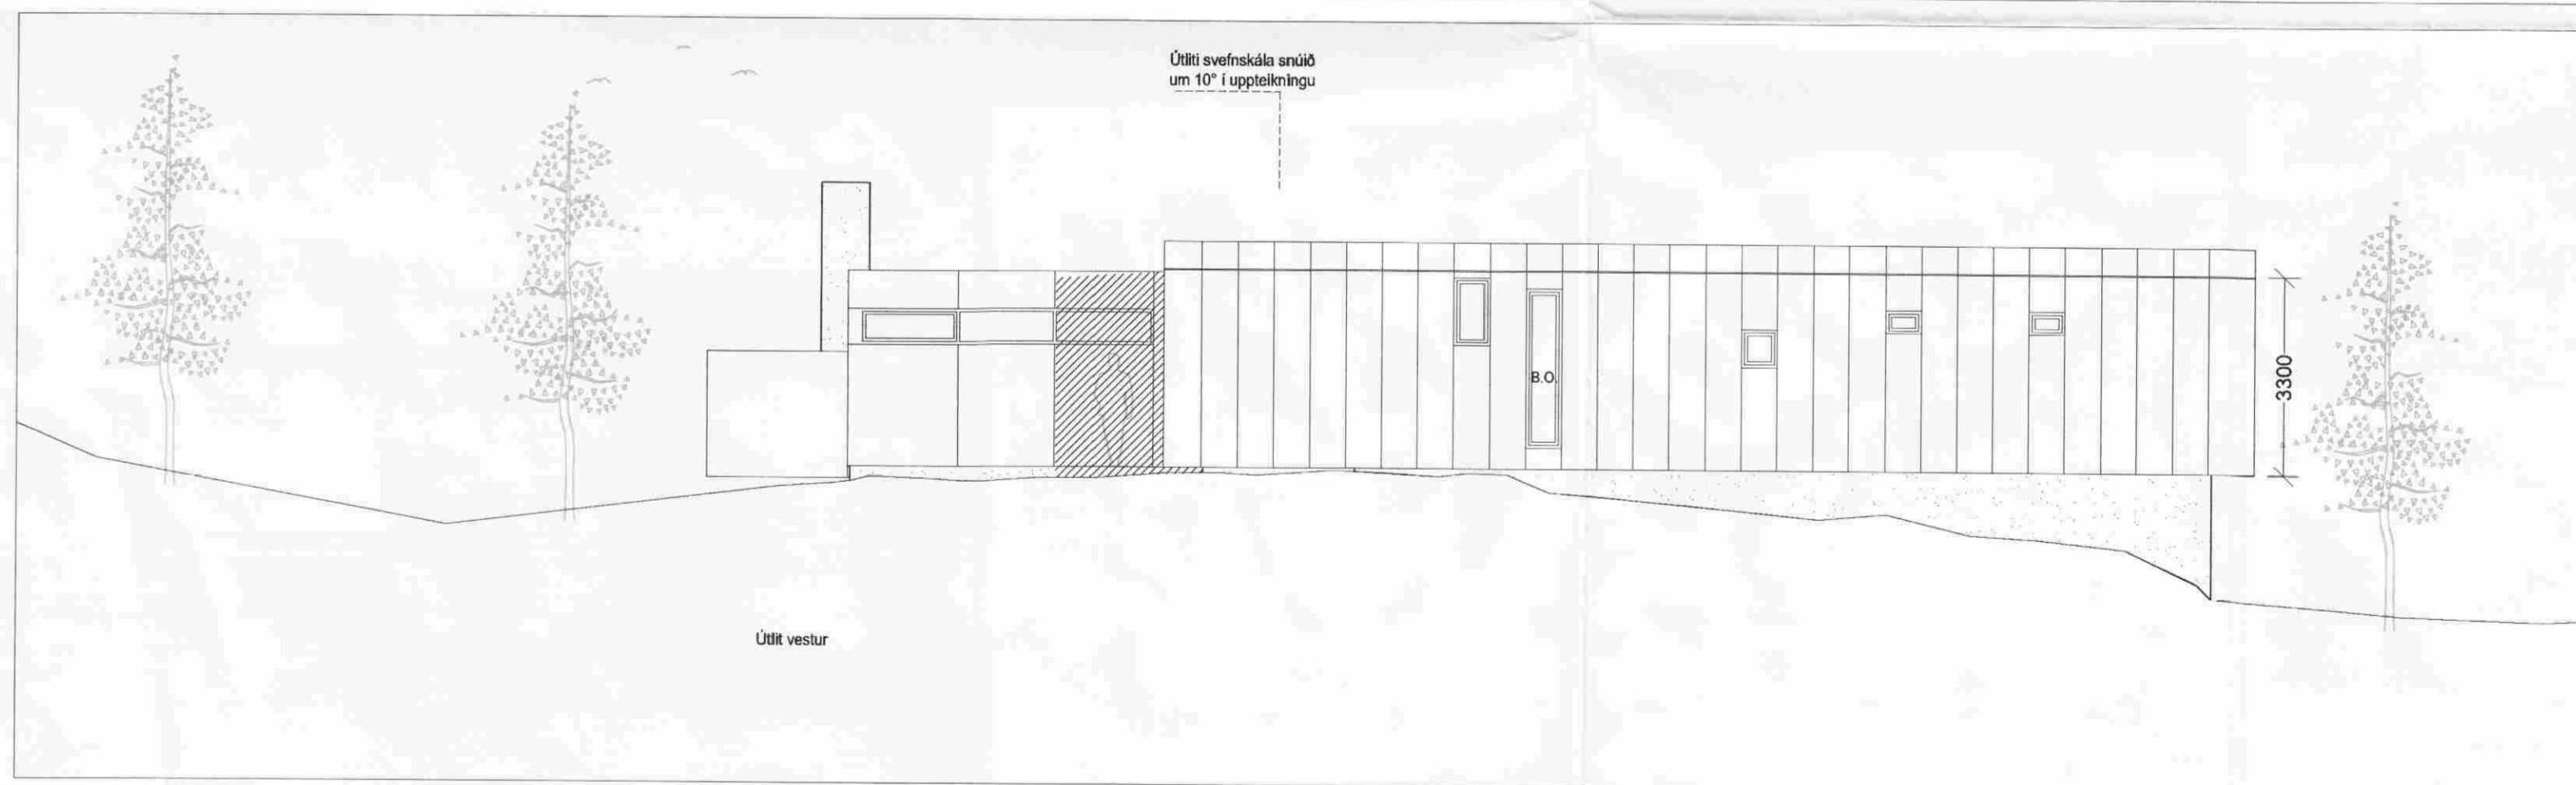 Útliti svefnskála snúið
um 10° í uppteikningu
B.O.
3300
Útlit vestur